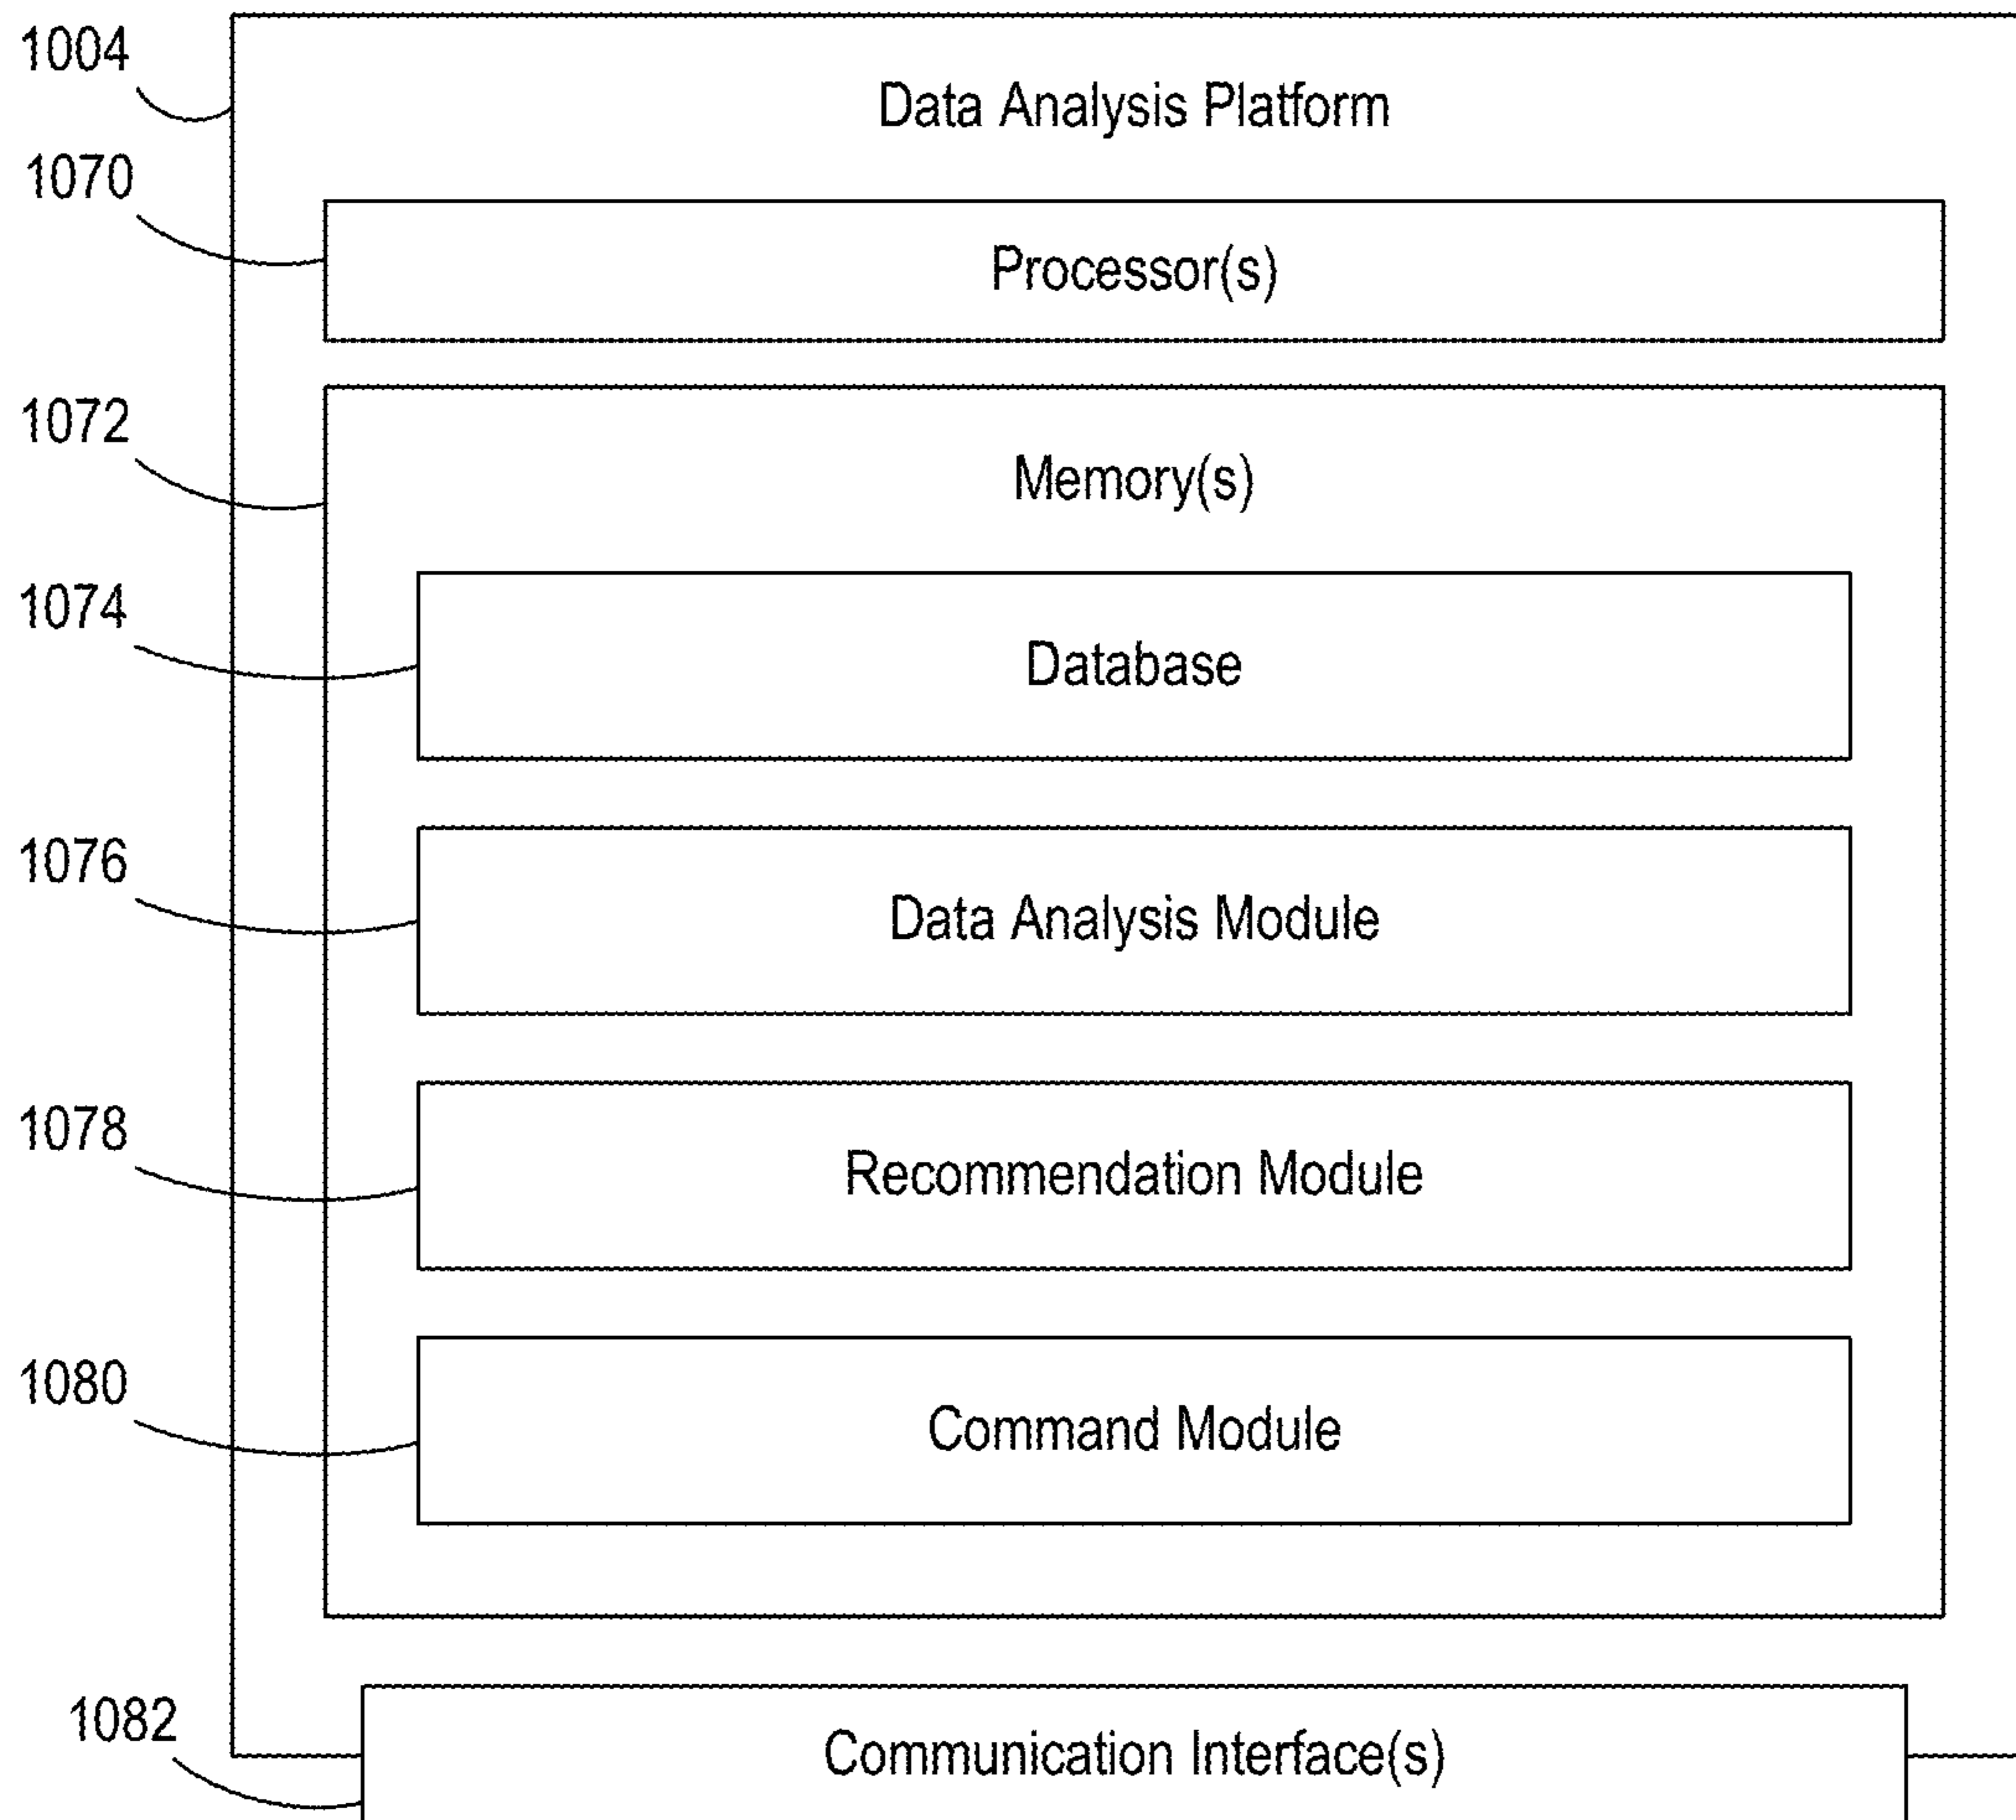 1004
Data Analysis Platform
1070
Processor(s)
1072
Memory(s)
1074
Database
1076
Data Analysis Module
1078
Recommendation Module
1080
Command Module
1082
Communication Interface(s)